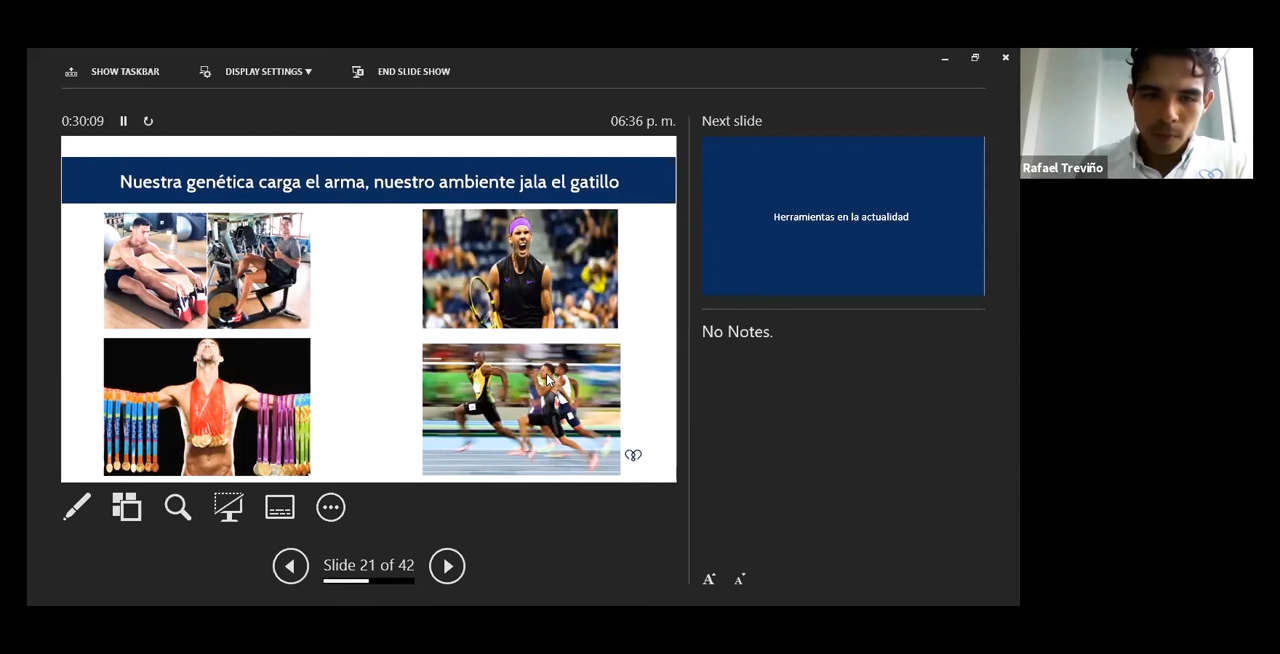 SHOW TASKBAR
DISPLAY SETTINGS ▼
END SLIDE SHOW
0:30:09
06:36 p. m.
Next slide
Nuestra genética carga el arma, nuestro ambiente jala el gatillo
Herramientas en la actualidad
No Notes.
Slide 21 of 42
A A
Rafael Treviño